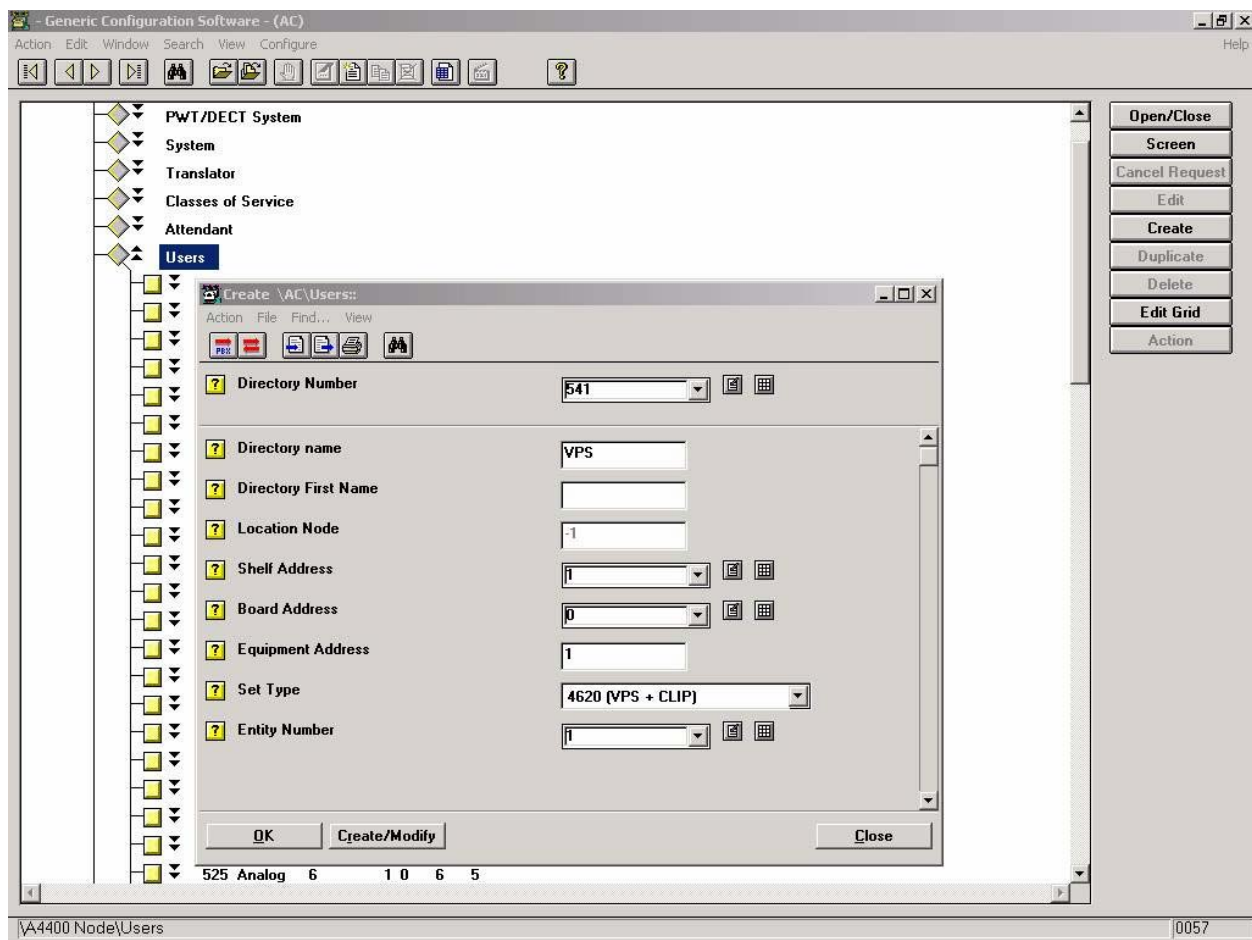 - Generic Configuration Software - (AC)
Action Edit Window Search View Configure Help
PWT/DECT System
System
Translator
Classes of Service
Attendant
Users
Open/Close
Screen
Cancel Request
Edit
Create
Duplicate
Delete
Edit Grid
Action
Create \AC\Users::
Action File Find... View
PBX
? Directory Number 541
? Directory name VPS
? Directory First Name
? Location Node -1
? Shelf Address 1
? Board Address 0
? Equipment Address 1
? Set Type 4620 (VPS + CLIP)
? Entity Number 1
OK Create/Modify Close
525 Analog 6 1 0 6 5
\A4400 Node\Users 0057